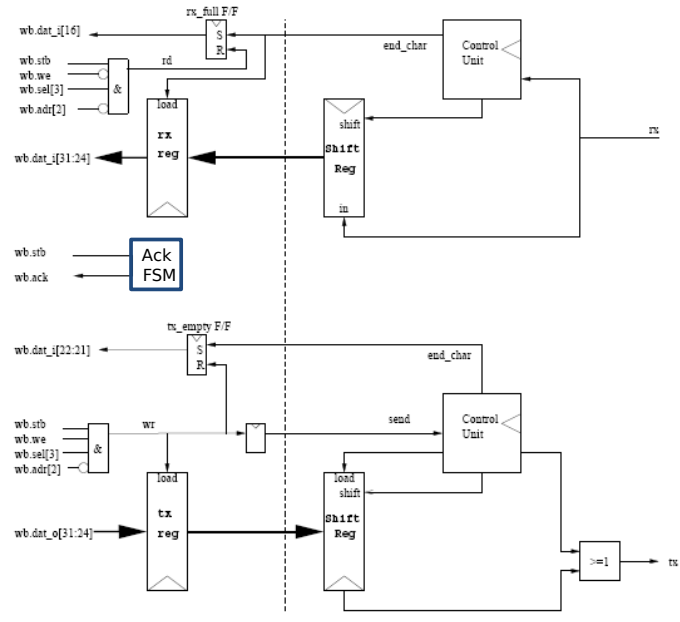 rx_full F/F
wb.dat_i[16]
S
R
end_char
Control
Unit
wb.stb
wb.we
wb.sel[3]
wb.adr[2]
&
rd
load
rx
reg
shift
Shift
Reg
in
rx
wb.dat_i[31:24]
wb.stb
wb.ack
Ack
FSM
tx_empty F/F
wb.dat_i[22:21]
S
R
end_char
wb.stb
wb.we
wb.sel[3]
wb.adr[2]
&
wr
send
Control
Unit
load
tx
reg
load
shift
Shift
Reg
wb.dat_o[31:24]
>=1
tx